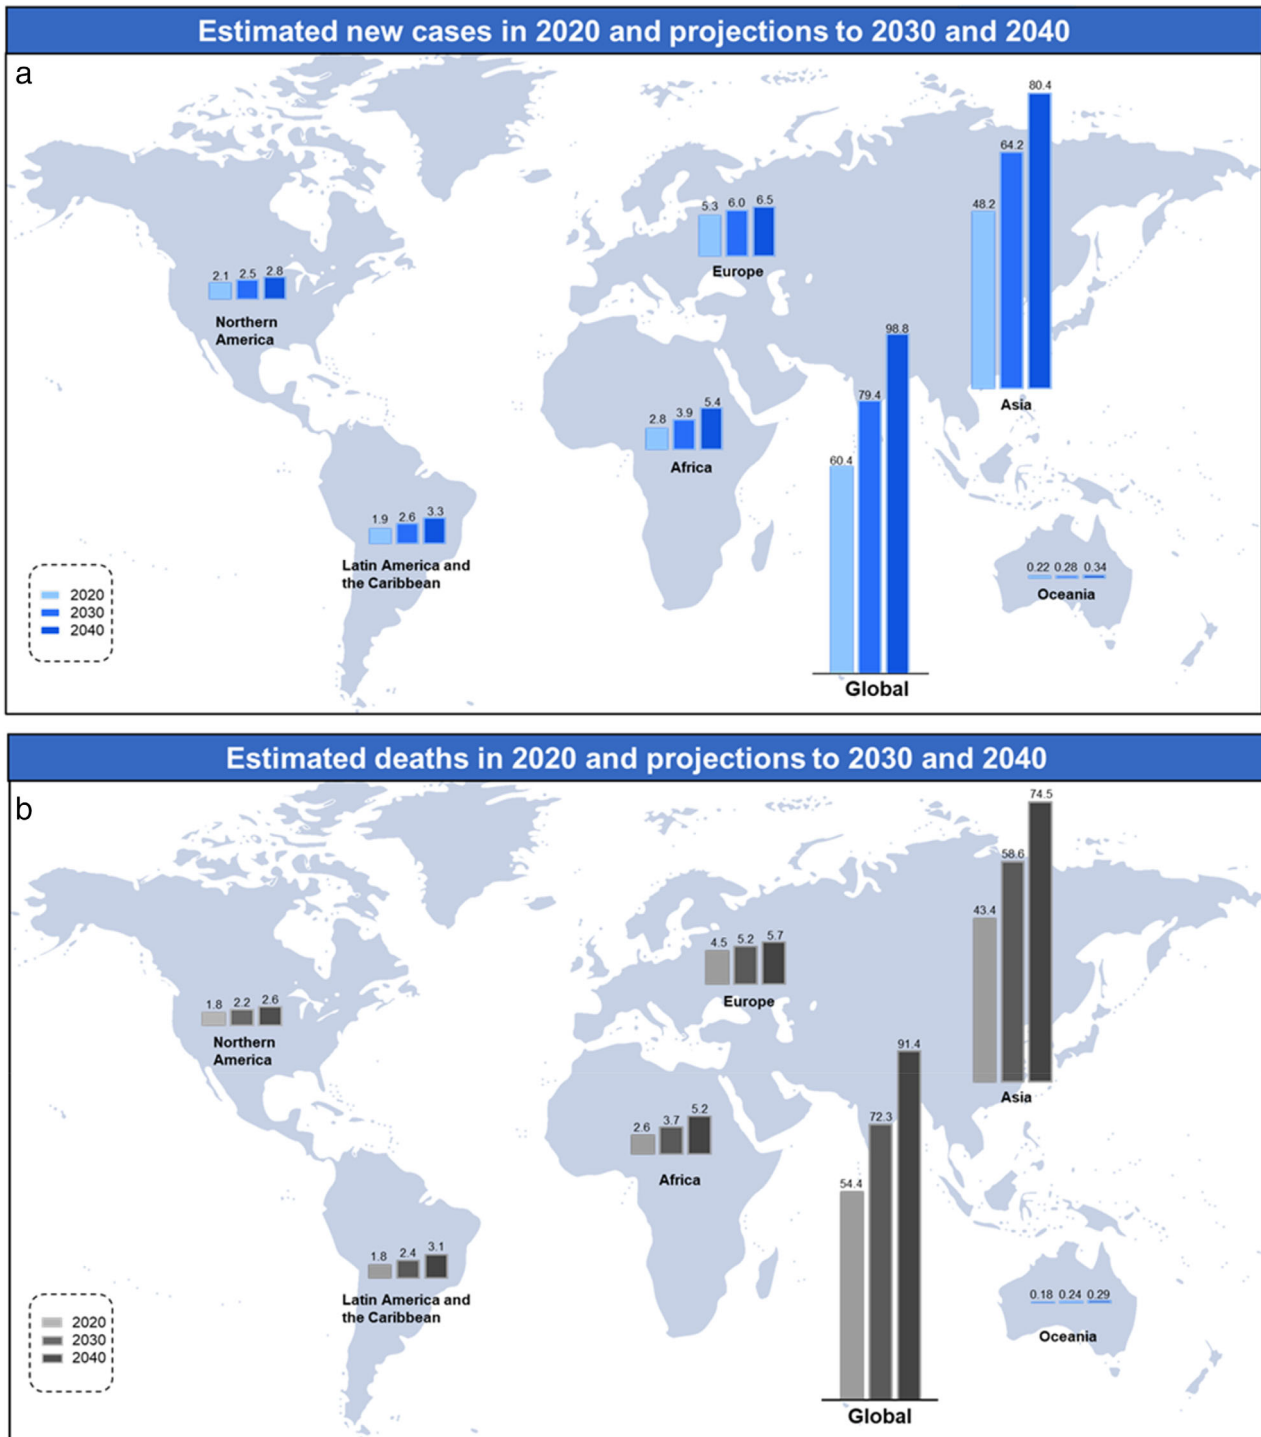 Estimated new cases in 2020 and projections to 2030 and 2040
a
80.4
64.2
48.2
5.3 6.0 6.5
Europe
2.1 2.5 2.8
Northern
America
98.8
79.4
60.4
Asia
2.8 3.9 5.4
Africa
1.9 2.6 3.3
Latin America and
the Caribbean
0.22 0.28 0.34
Oceania
2020
2030
2040
Global
Estimated deaths in 2020 and projections to 2030 and 2040
b
74.5
58.6
43.4
4.5 5.2 5.7
Europe
1.8 2.2 2.6
Northern
America
91.4
72.3
54.4
Asia
2.6 3.7 5.2
Africa
1.8 2.4 3.1
Latin America and
the Caribbean
0.18 0.24 0.29
Oceania
2020
2030
2040
Global